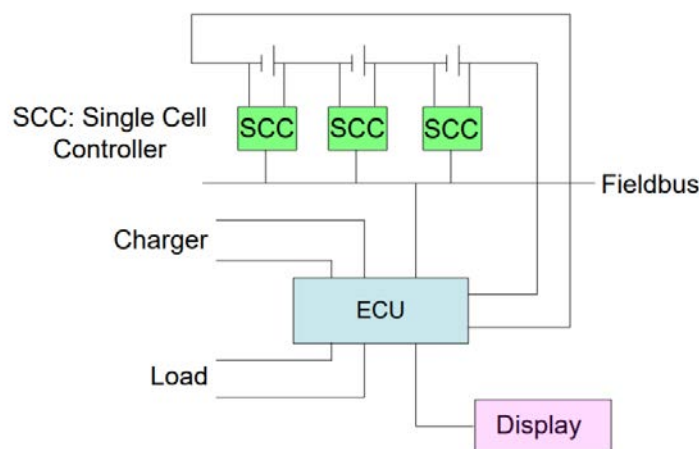 SCC: Single Cell
Controller
SCC
SCC
SCC
Fieldbus
Charger
ECU
Load
Display